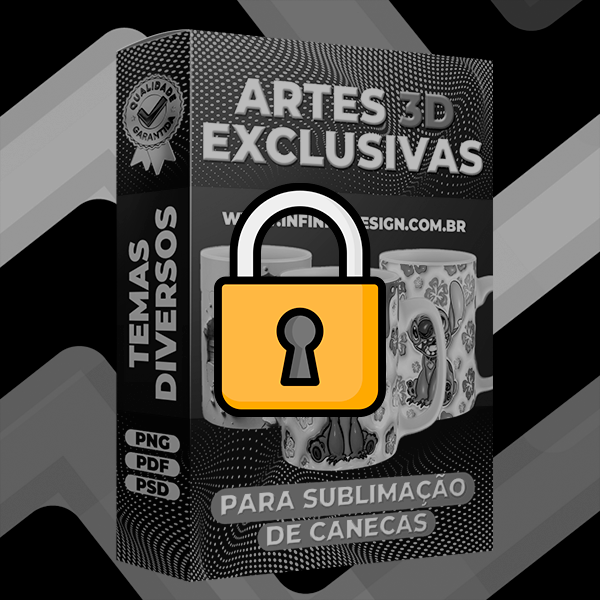 QUALIDADE
GARANTIDA
ARTES 3D
EXCLUSIVAS
TEMAS
DIVERSOS
PNG
PDF
PSD
PARA SUBLIMAÇÃO
DE CANECAS